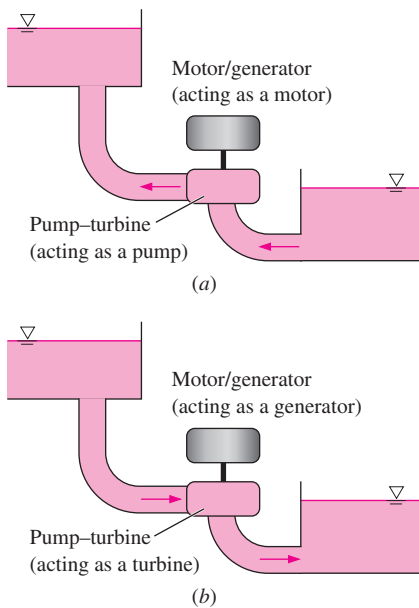 Motor/generator
(acting as a motor)
Pump–turbine
(acting as a pump)
(a)
Motor/generator
(acting as a generator)
Pump–turbine
(acting as a turbine)
(b)